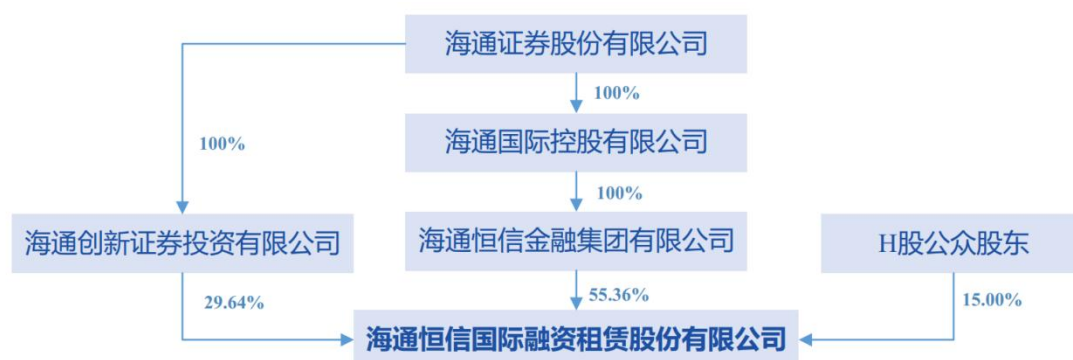 海通证券股份有限公司
100%
100%
海通国际控股有限公司
100%
海通创新证券投资有限公司
海通恒信金融集团有限公司
H股公众股东
29.64%
55.36%
15.00%
海通恒信国际融资租赁股份有限公司